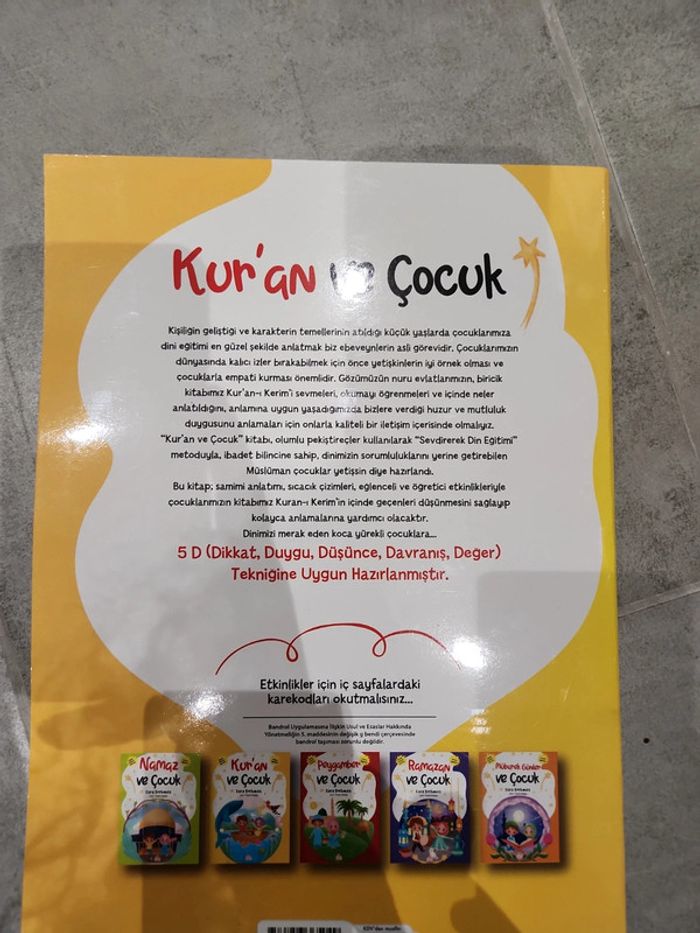 Kur'an ve Çocuk
Kişiliğin geliştiği ve karakterin temellerinin atıldığı küçük yaşlarda çocuklarımıza
dini eğitimi en güzel şekilde anlatmak biz ebeveynlerin asli görevidir. Çocuklarımızın
dünyasında kalıcı izler bırakabilmek için önce yetişkinlerin iyi örnek olması ve
çocuklarla empati kurması önemlidir. Gözümüzün nuru evlatlarımızın, biricik
kitabımız Kur'an-ı Kerim'i sevmeleri, okumayı öğrenmeleri ve içinde neler
anlatıldığını, anlamına uygun yaşadığımızda bizlere verdiği huzur ve mutluluk
duygusunu anlamaları için onlarla kaliteli bir iletişim içerisinde olmalıyız.
"Kur'an ve Çocuk" kitabı, olumlu pekiştireçler kullanılarak "Sevdirerek Din Eğitimi"
metoduyla, ibadet bilincine sahip, dinimizin sorumluluklarını yerine getirebilen
Müslüman çocuklar yetişsin diye hazırlandı.
Bu kitap; samimi anlatımı, sıcacık çizimleri, eğlenceli ve öğretici etkinlikleriyle
çocuklarımızın kitabımız Kuran-ı Kerim'in içinde geçenleri düşünmesini sağlayıp
kolayca anlamalarına yardımcı olacaktır.
Dinimizi merak eden koca yürekli çocuklara...
5 D (Dikkat, Duygu, Düşünce, Davranış, Değer)
Tekniğine Uygun Hazırlanmıştır.
Etkinlikler için iç sayfalardaki
karekodları okutmalısınız...
Bandrol Uygulamasına İlişkin Usul ve Esaslar Hakkında
Yönetmeliğin 5. maddesinin değişik g bendi çerçevesinde
bandrol taşıması zorunlu değildir.
Namaz ve Çocuk
Kur'an ve Çocuk
Peygamber ve Çocuk
Ramazan ve Çocuk
Mübarek Günler ve Çocuk
KDV'den muaftır